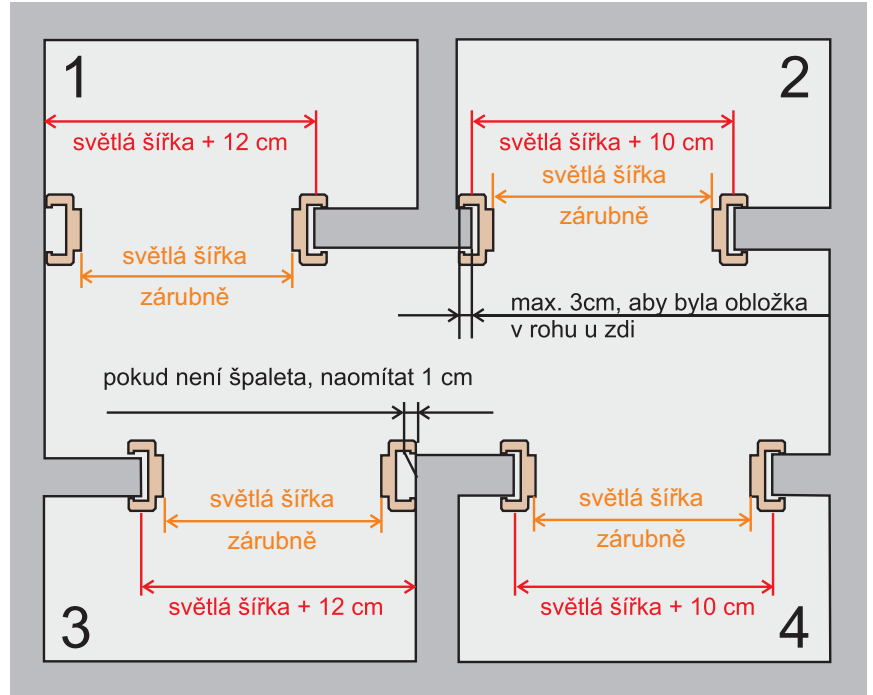 1
2
světlá šířka + 12 cm
světlá šířka + 10 cm
světlá šířka
zárubně
světlá šířka
zárubně
max. 3cm, aby byla obložka
v rohu u zdi
pokud není špaleta, naomítat 1 cm
světlá šířka
zárubně
světlá šířka
zárubně
světlá šířka + 12 cm
světlá šířka + 10 cm
3
4